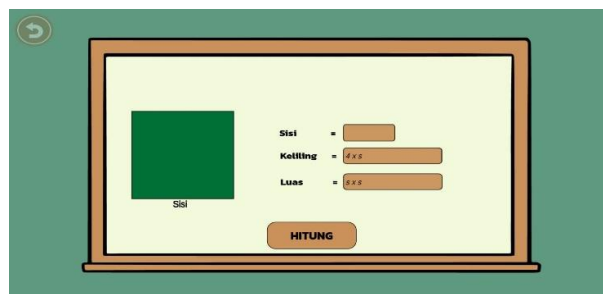 Sisi =
Keliling = 4 x s
Luas = s x s
Sisi
HITUNG